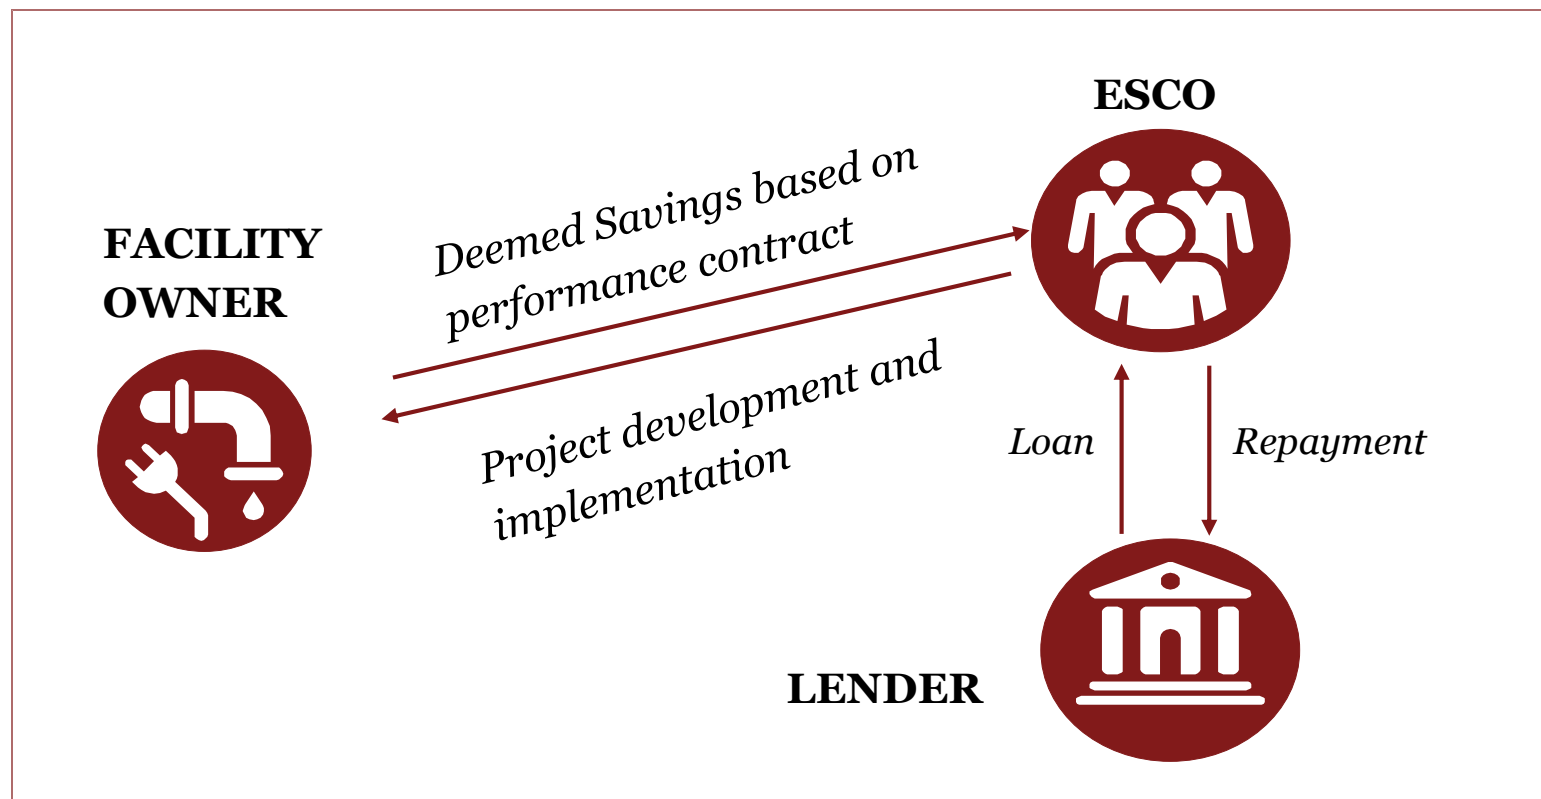 ESCO
Deemed Savings based on
performance contract
FACILITY
OWNER
Project development and
implementation
Loan
Repayment
LENDER